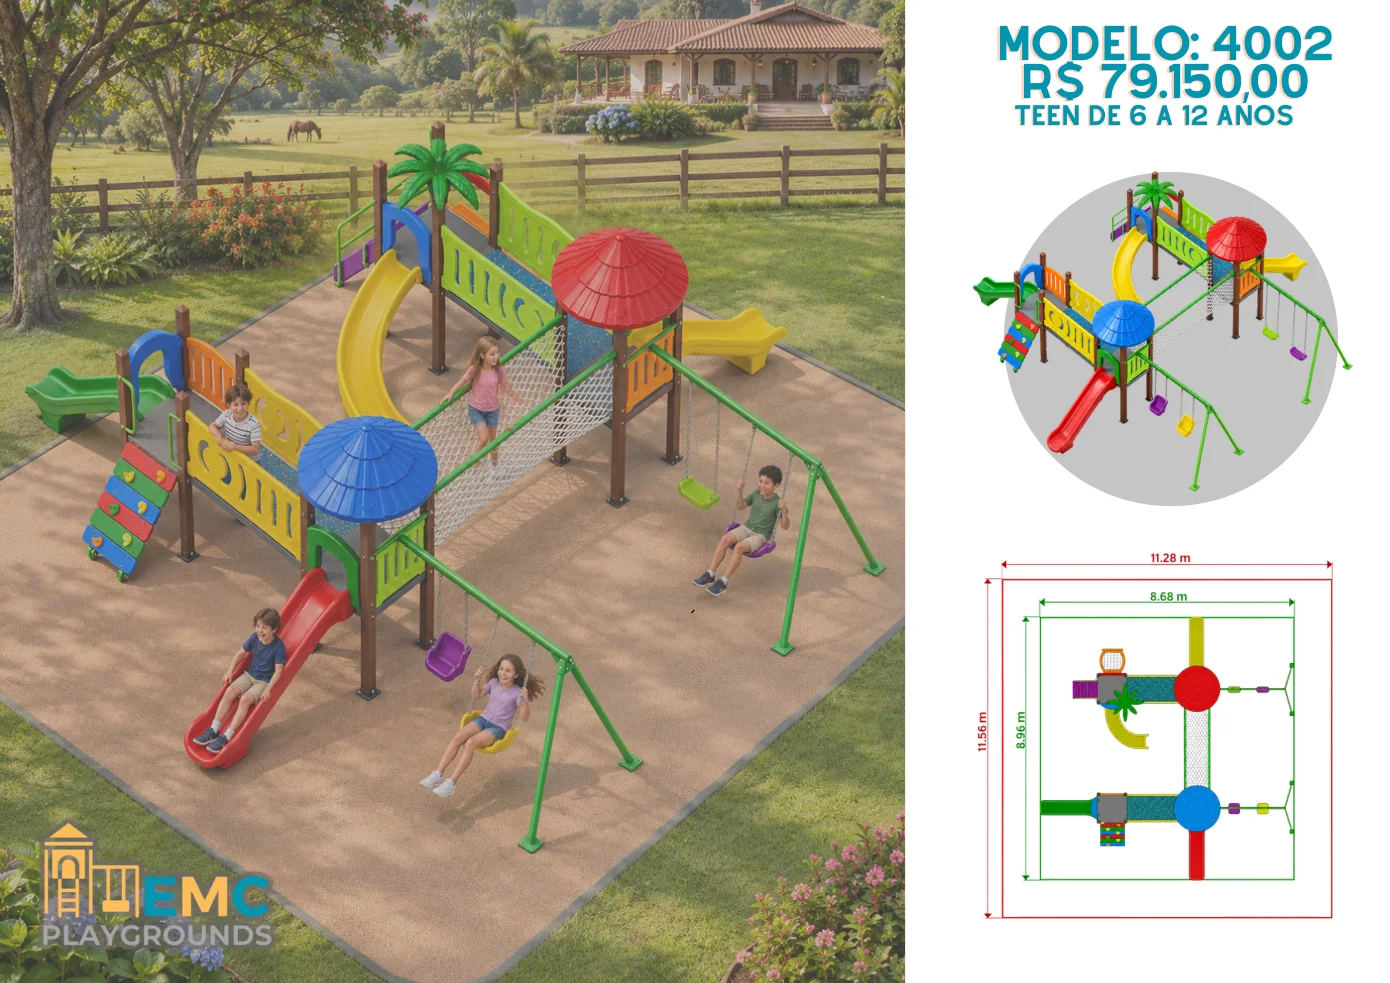 MODELO: 4002
R$ 79.150,00
TEEN DE 6 A 12 ANOS
11.28 m
8.68 m
11.56 m
8.96 m
EMC
PLAYGROUNDS